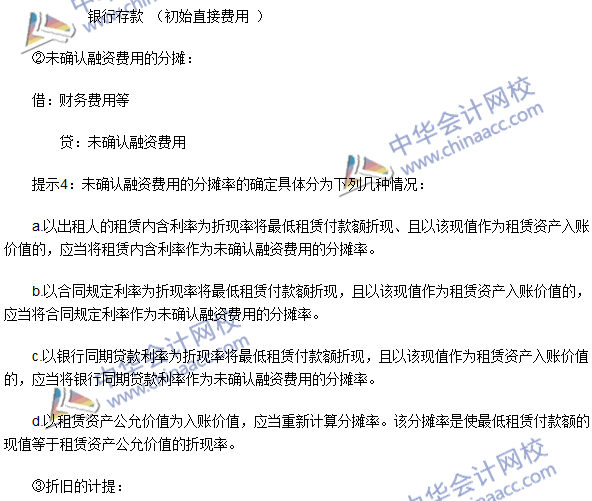 银行存款 （初始直接费用 ）
②未确认融资费用的分摊：
借：财务费用等
贷：未确认融资费用
中华会计网校
www.chinaacc.com
提示4：未确认融资费用的分摊率的确定具体分为下列几种情况：
a.以出租人的租赁内含利率为折现率将最低租赁付款额折现、且以该现值作为租赁资产入账
价值的，应当将租赁内含利率作为未确认融资费用的分摊率。
b.以合同规定利率为折现率将最低租赁付款额折现，且以该现值作为租赁资产入账价值的，
应当将合同规定利率作为未确认融资费用的分摊率。
c.以银行同期贷款利率为折现率将最低租赁付款额折现，且以该现值作为租赁资产入账价值
的，应当将银行同期贷款利率作为未确认融资费用的分摊率。
d.以租赁资产公允价值为入账价值，应当重新计算分摊率。该分摊率是使最低租赁付款额的
现值等于租赁资产公允价值的折现率。
③折旧的计提：